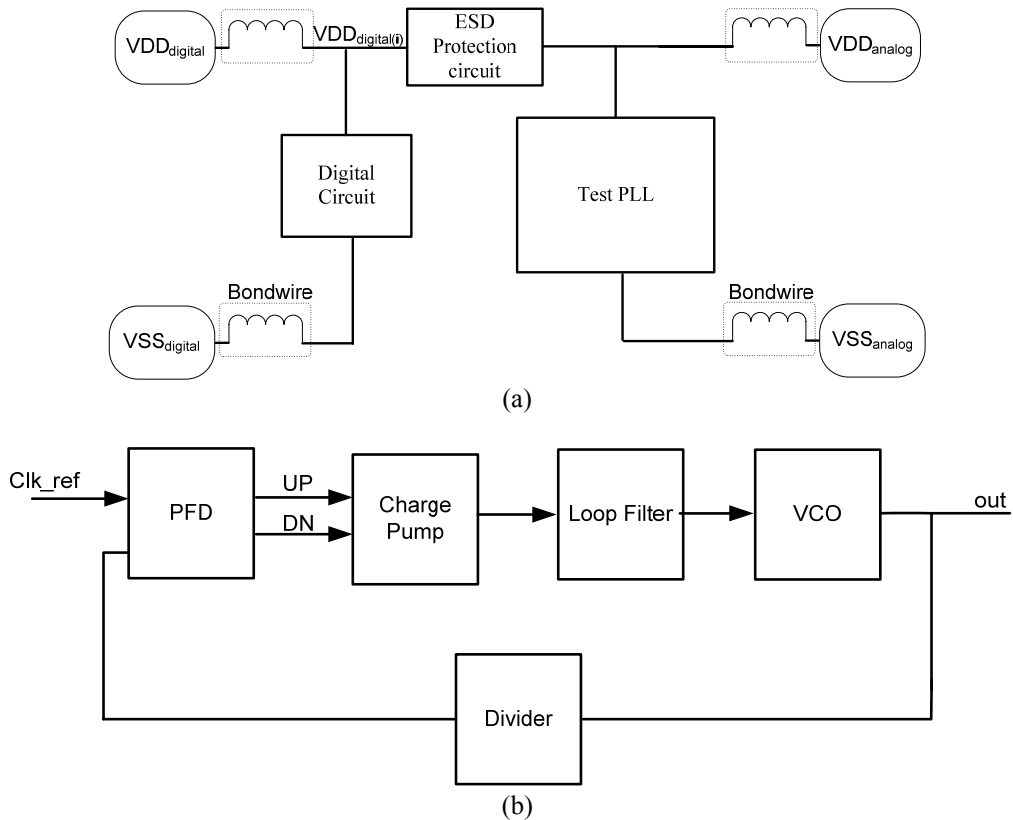 VDDdigital
VDDdigital(i)
ESD
Protection
circuit
VDDanalog
Digital
Circuit
Test PLL
Bondwire
Bondwire
VSSdigital
VSSanalog
(a)
Clk_ref
PFD
UP
DN
Charge
Pump
Loop Filter
VCO
out
Divider
(b)